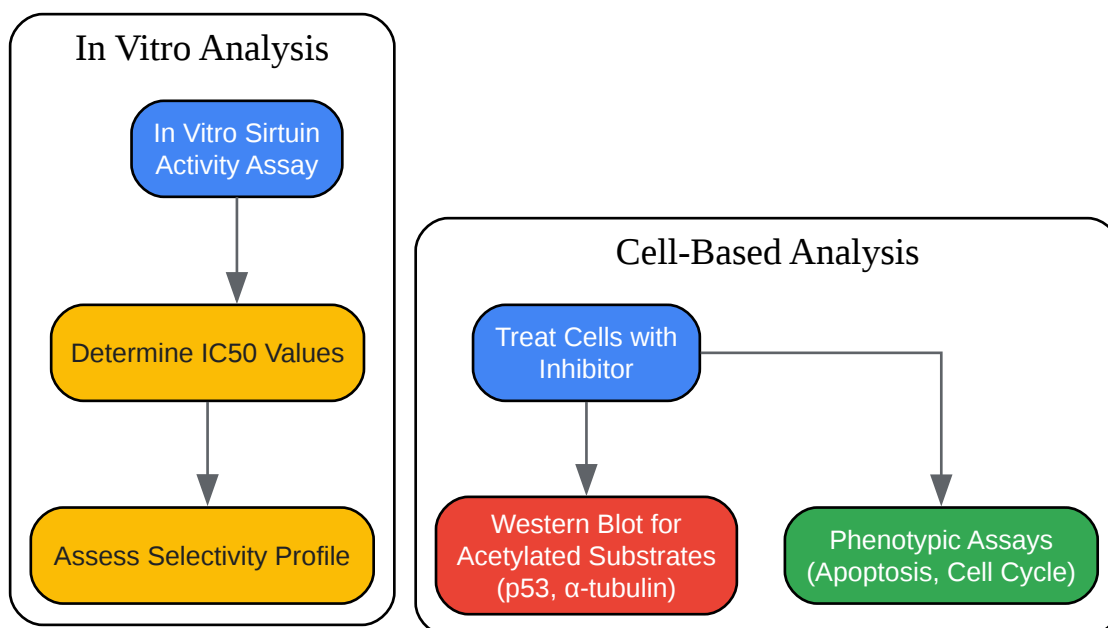 In Vitro Analysis
In Vitro Sirtuin
Activity Assay
Determine IC50 Values
Assess Selectivity Profile
Cell-Based Analysis
Treat Cells with
Inhibitor
Western Blot for
Acetylated Substrates
(p53, α-tubulin)
Phenotypic Assays
(Apoptosis, Cell Cycle)